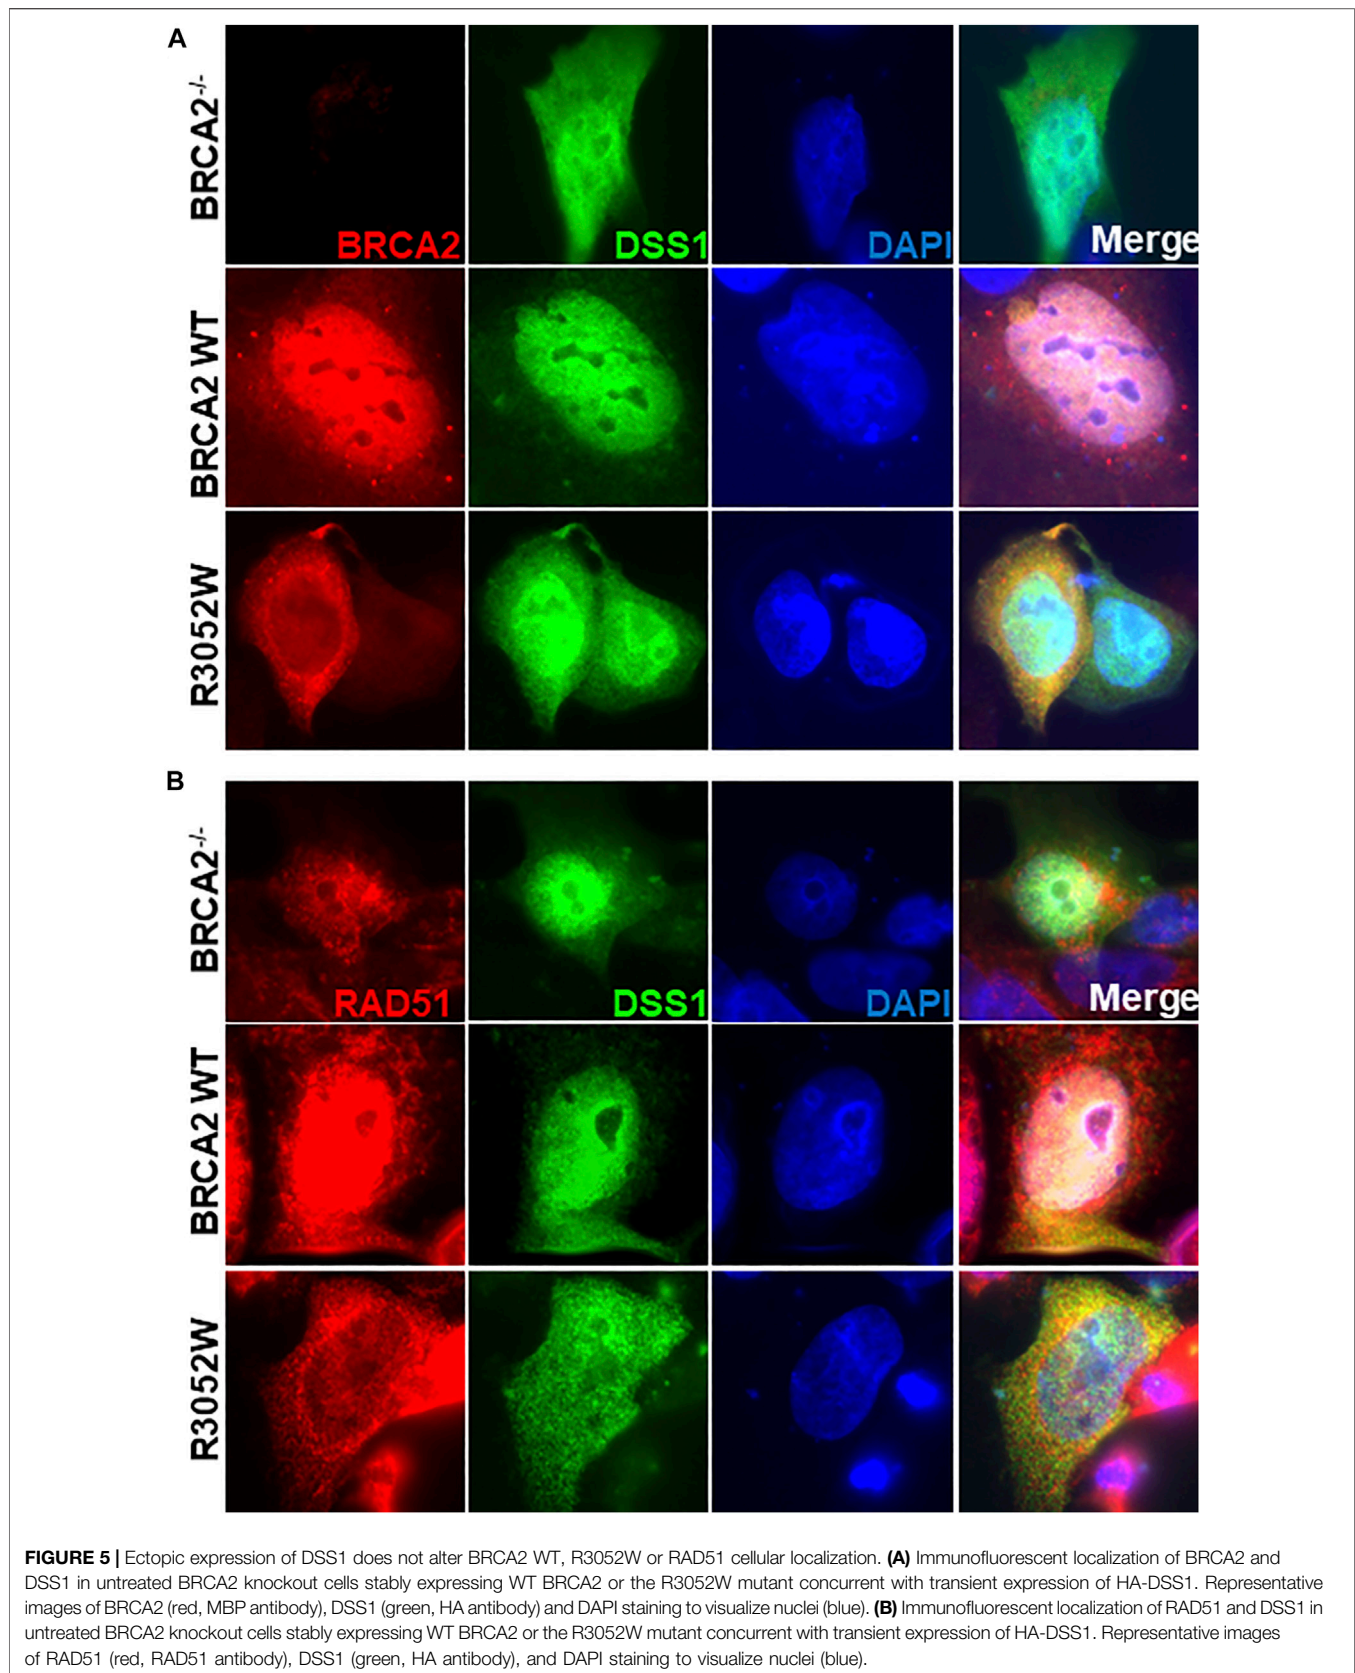 A
BRCA2-/-
BRCA2
DSS1
DAPI
Merge
BRCA2 WT
R3052W
B
BRCA2-/-
RAD51
DSS1
DAPI
Merge
BRCA2 WT
R3052W
FIGURE 5 | Ectopic expression of DSS1 does not alter BRCA2 WT, R3052W or RAD51 cellular localization. (A) Immunofluorescent localization of BRCA2 and
DSS1 in untreated BRCA2 knockout cells stably expressing WT BRCA2 or the R3052W mutant concurrent with transient expression of HA-DSS1. Representative
images of BRCA2 (red, MBP antibody), DSS1 (green, HA antibody) and DAPI staining to visualize nuclei (blue). (B) Immunofluorescent localization of RAD51 and DSS1 in
untreated BRCA2 knockout cells stably expressing WT BRCA2 or the R3052W mutant concurrent with transient expression of HA-DSS1. Representative images
of RAD51 (red, RAD51 antibody), DSS1 (green, HA antibody), and DAPI staining to visualize nuclei (blue).